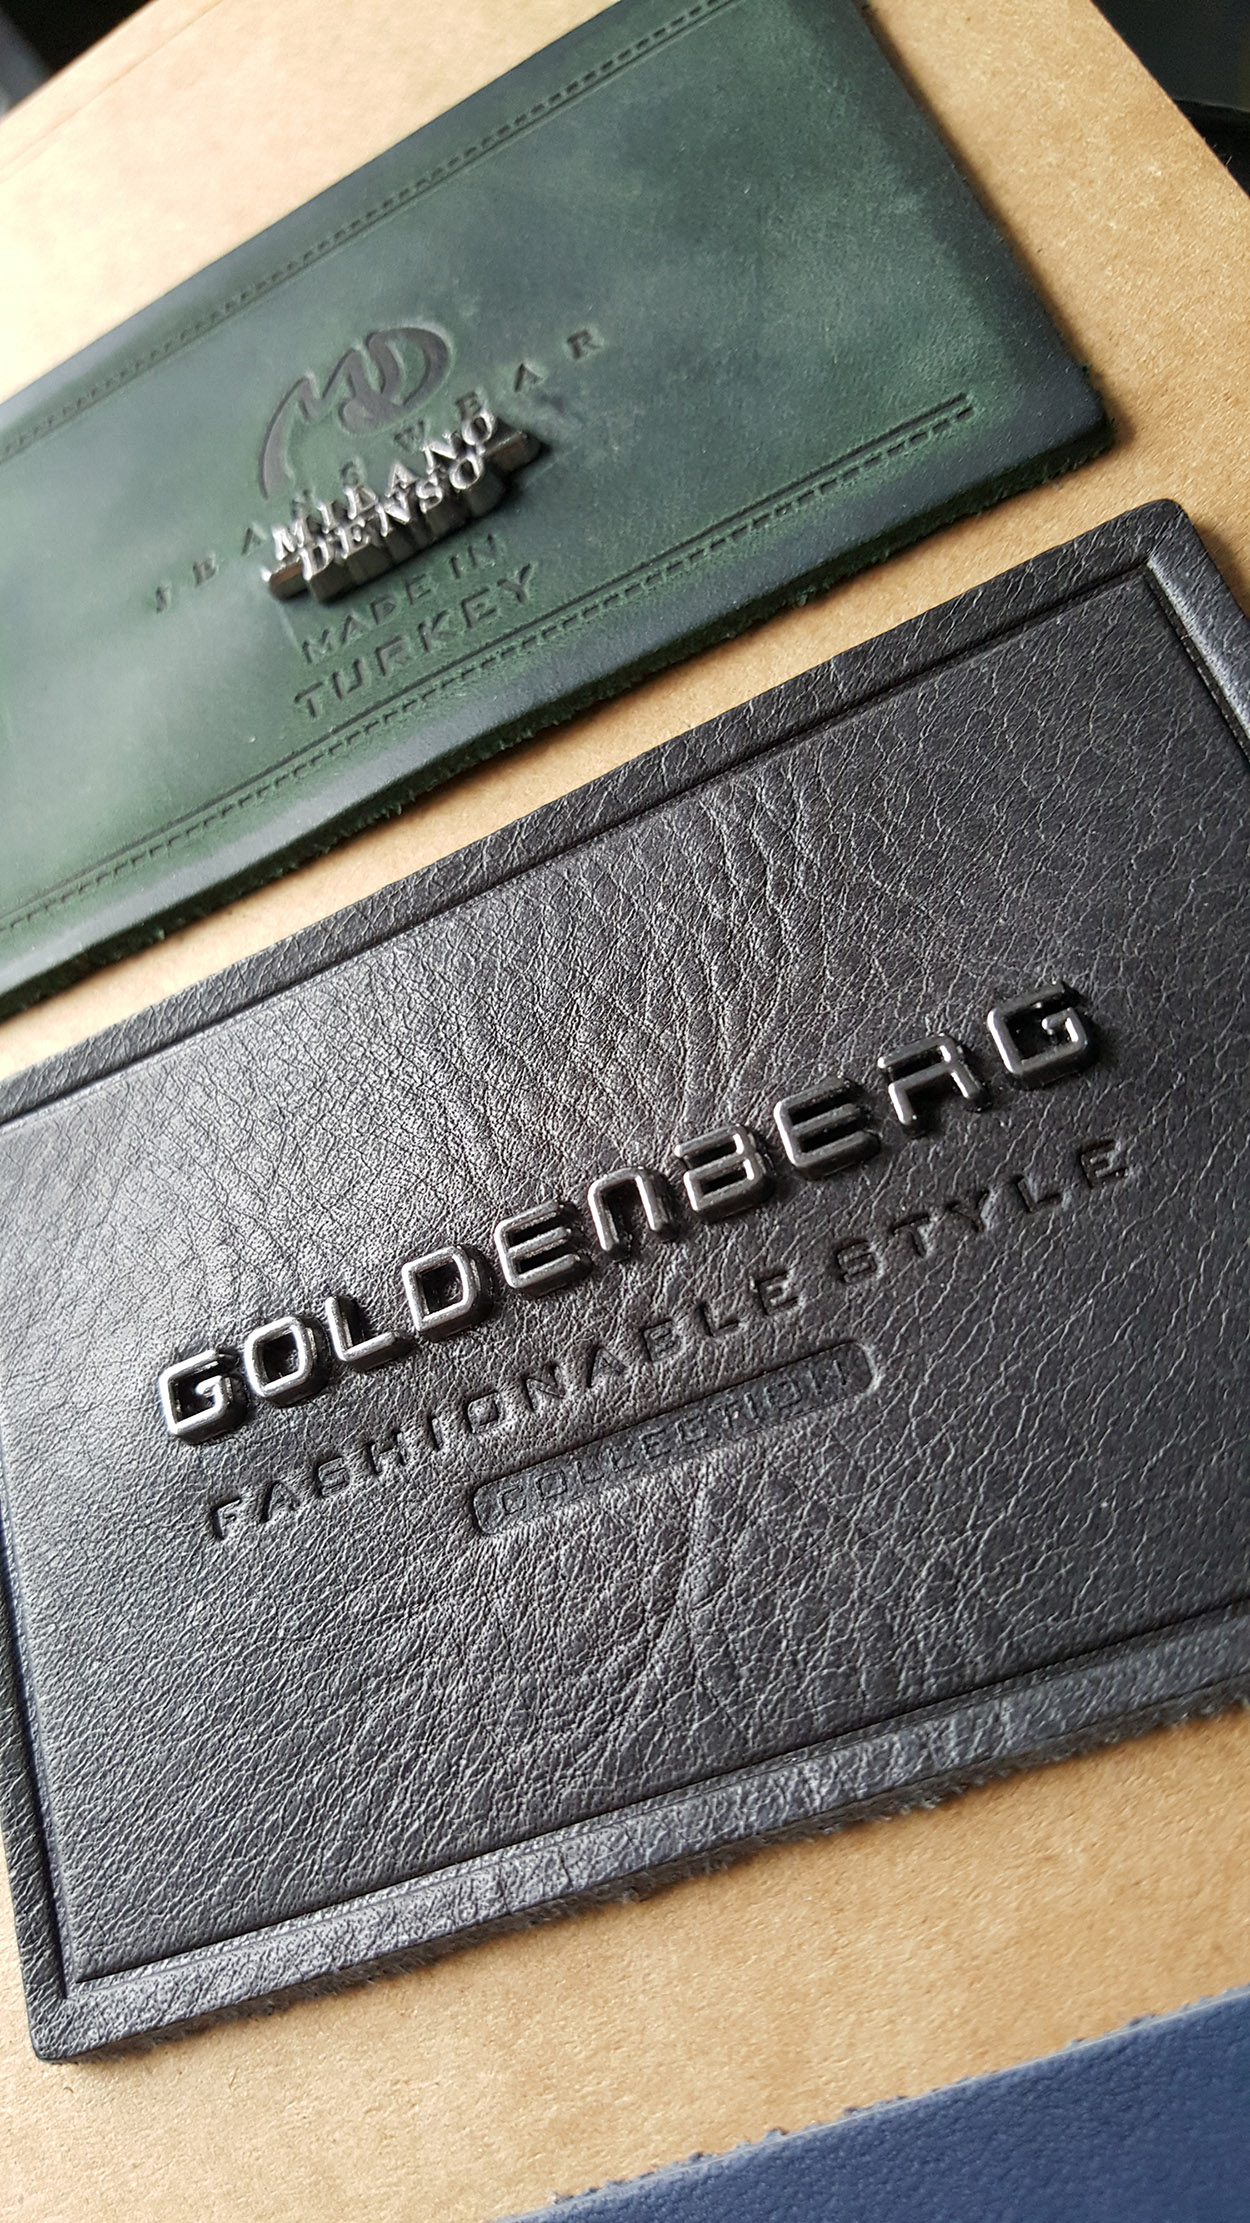 MD
JEANSWEAR
MILANO
DENSO
MADE IN
TURKEY
GOLDENBERG
FASHIONABLE STYLE
COLLECTION